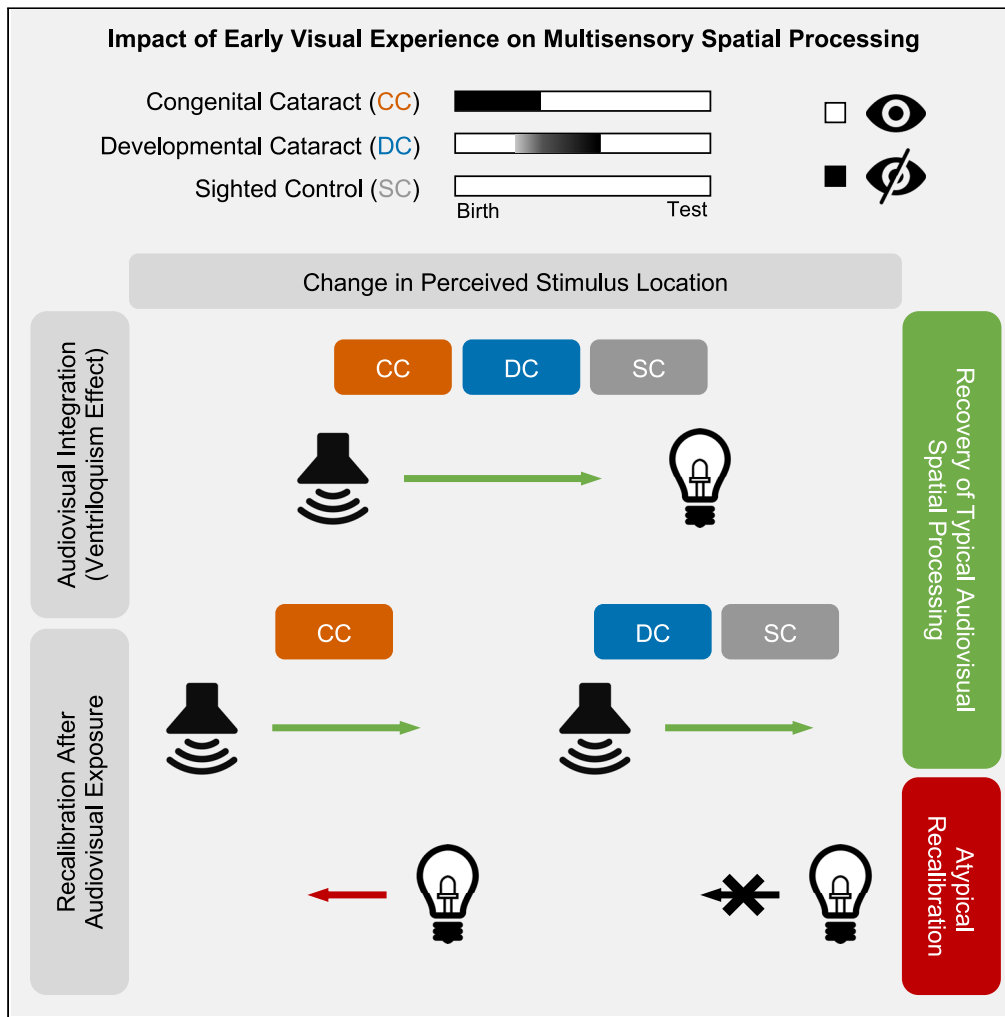 Impact of Early Visual Experience on Multisensory Spatial Processing
Congenital Cataract (CC)
Developmental Cataract (DC)
Sighted Control (SC)
Birth
Test
Change in Perceived Stimulus Location
Audiovisual Integration
(Ventriloquism Effect)
CC
DC
SC
Recovery of Typical Audiovisual
Spatial Processing
Recalibration After
Audiovisual Exposure
CC
DC
SC
Atypical
Recalibration